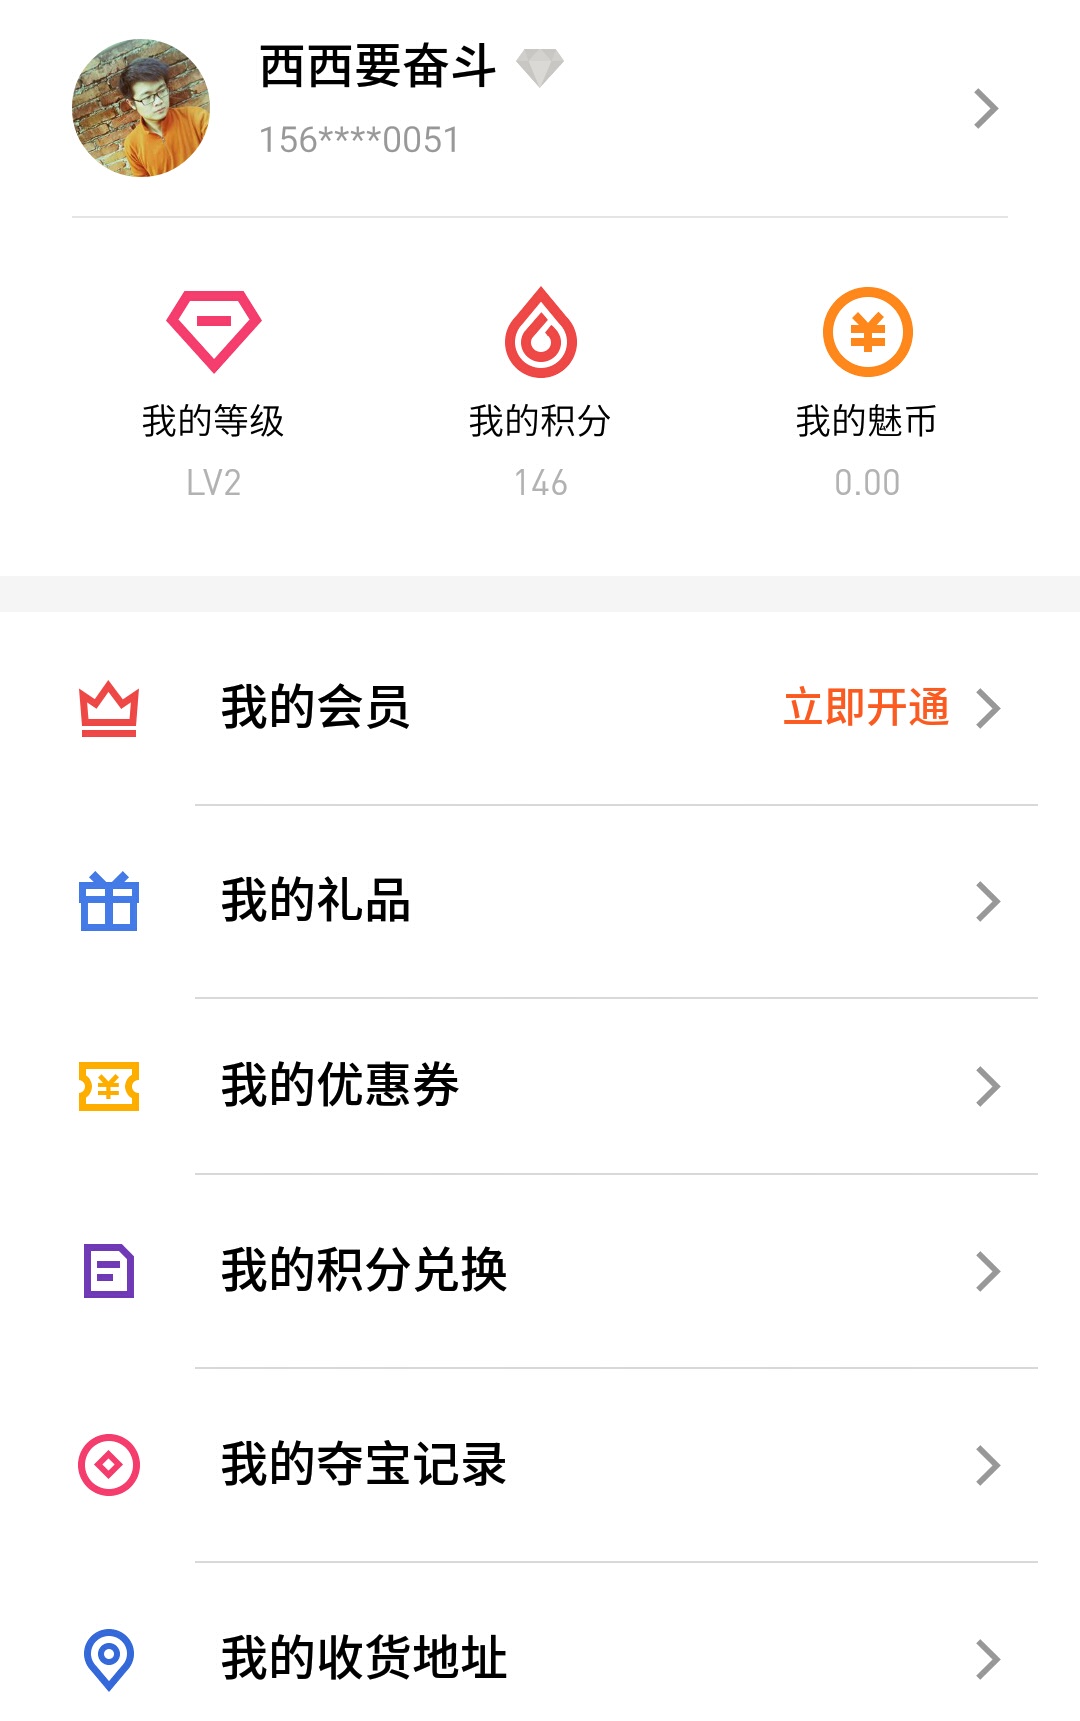 西西要奋斗
156****0051
我的等级 我的积分 我的魅币
LV2 146 0.00
我的会员 立即开通
我的礼品
我的优惠券
我的积分兑换
我的夺宝记录
我的收货地址